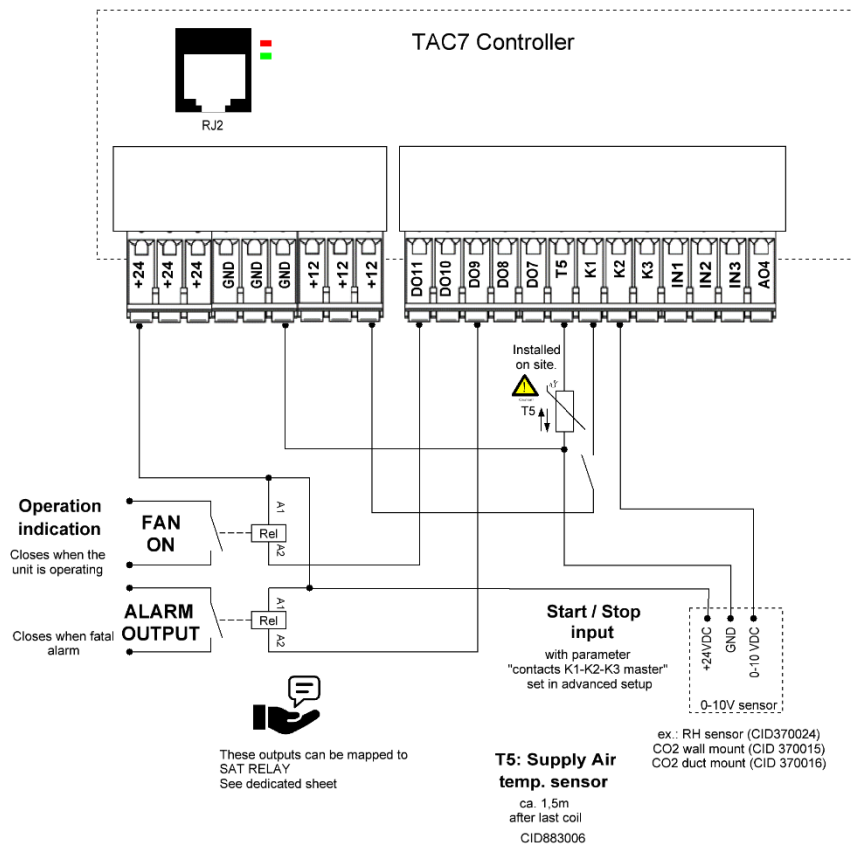 TAC7 Controller
RJ2
+24
+24
+24
GND
GND
GND
+12
+12
+12
DO11
DO10
DO9
DO8
DO7
T5
K1
K2
K3
IN1
IN2
IN3
AO4
Installed
on site.
T5
Operation
indication
Closes when the
unit is operating
FAN
ON
A1
Rel
A2
ALARM
OUTPUT
Closes when fatal
alarm
A1
Rel
A2
Start / Stop
input
with parameter
"contacts K1-K2-K3 master"
set in advanced setup
+24VDC
GND
0-10 VDC
0-10V sensor
ex.: RH sensor (CID370024)
CO2 wall mount (CID 370015)
CO2 duct mount (CID 370016)
These outputs can be mapped to
SAT RELAY
See dedicated sheet
T5: Supply Air
temp. sensor
ca. 1,5m
after last coil
CID883006